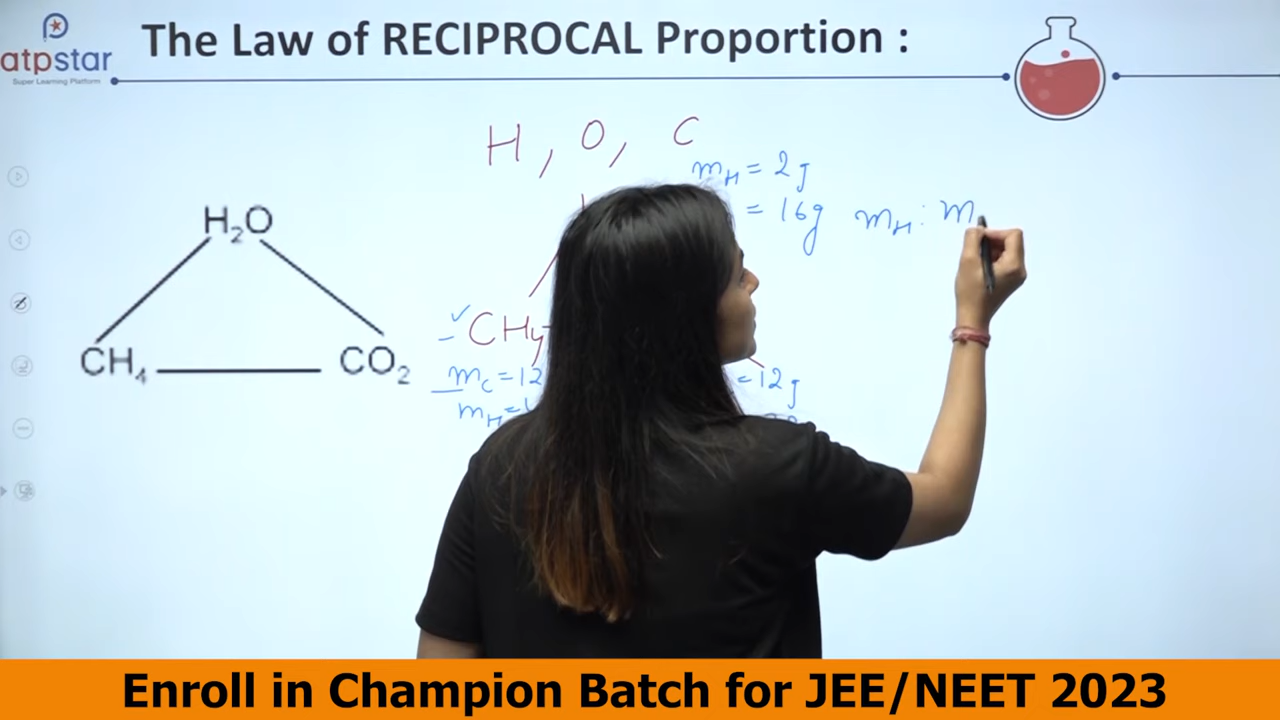 atpstar
Super Learning Platform
The Law of RECIPROCAL Proportion :
H , O , C
mH = 2g
= 16g mH : m
H2O
CH4
CO2
CH4
mC = 12
= 12g
mH =
Enroll in Champion Batch for JEE/NEET 2023